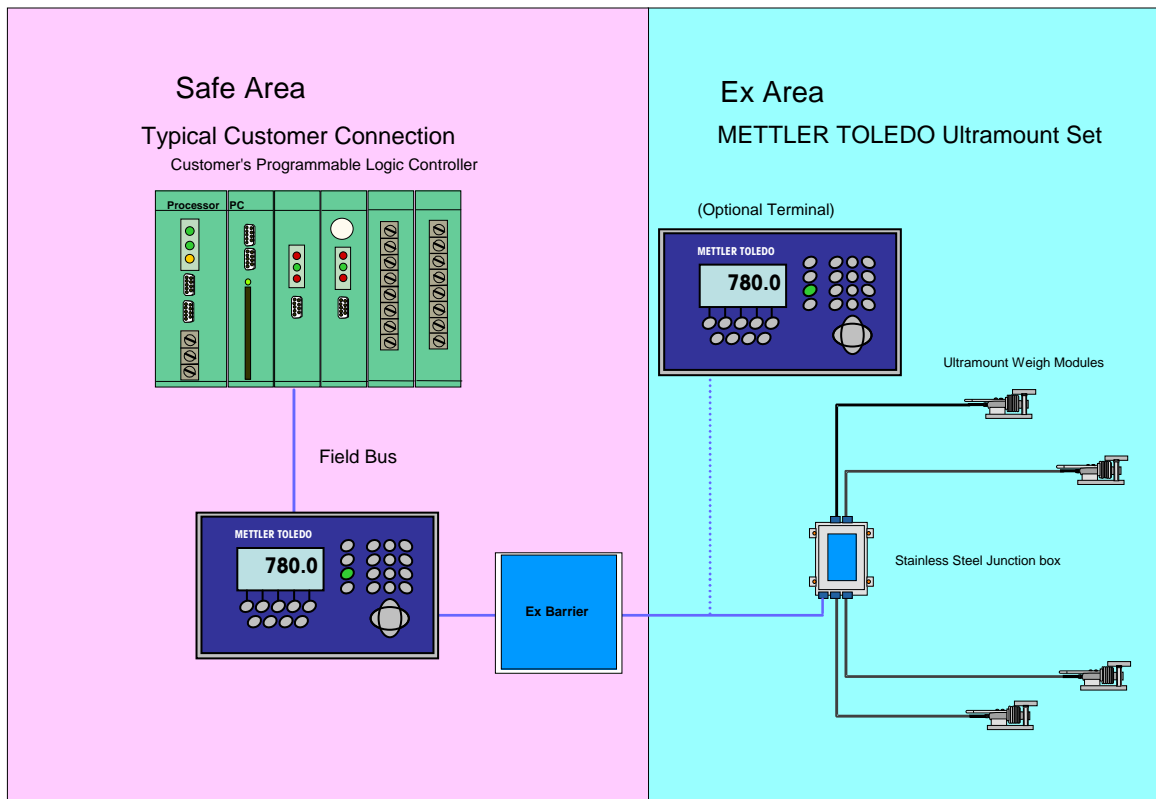 Safe Area
Typical Customer Connection
Customer's Programmable Logic Controller
Processor PC
Field Bus
METTLER TOLEDO
780.0
Ex Barrier
Ex Area
METTLER TOLEDO Ultramount Set
(Optional Terminal)
METTLER TOLEDO
780.0
Ultramount Weigh Modules
Stainless Steel Junction box